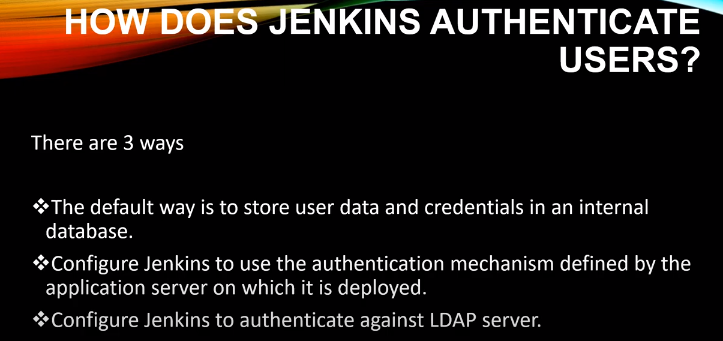 HOW DOES JENKINS AUTHENTICATE
USERS?
There are 3 ways
❖The default way is to store user data and credentials in an internal
database.
❖Configure Jenkins to use the authentication mechanism defined by the
application server on which it is deployed.
❖Configure Jenkins to authenticate against LDAP server.